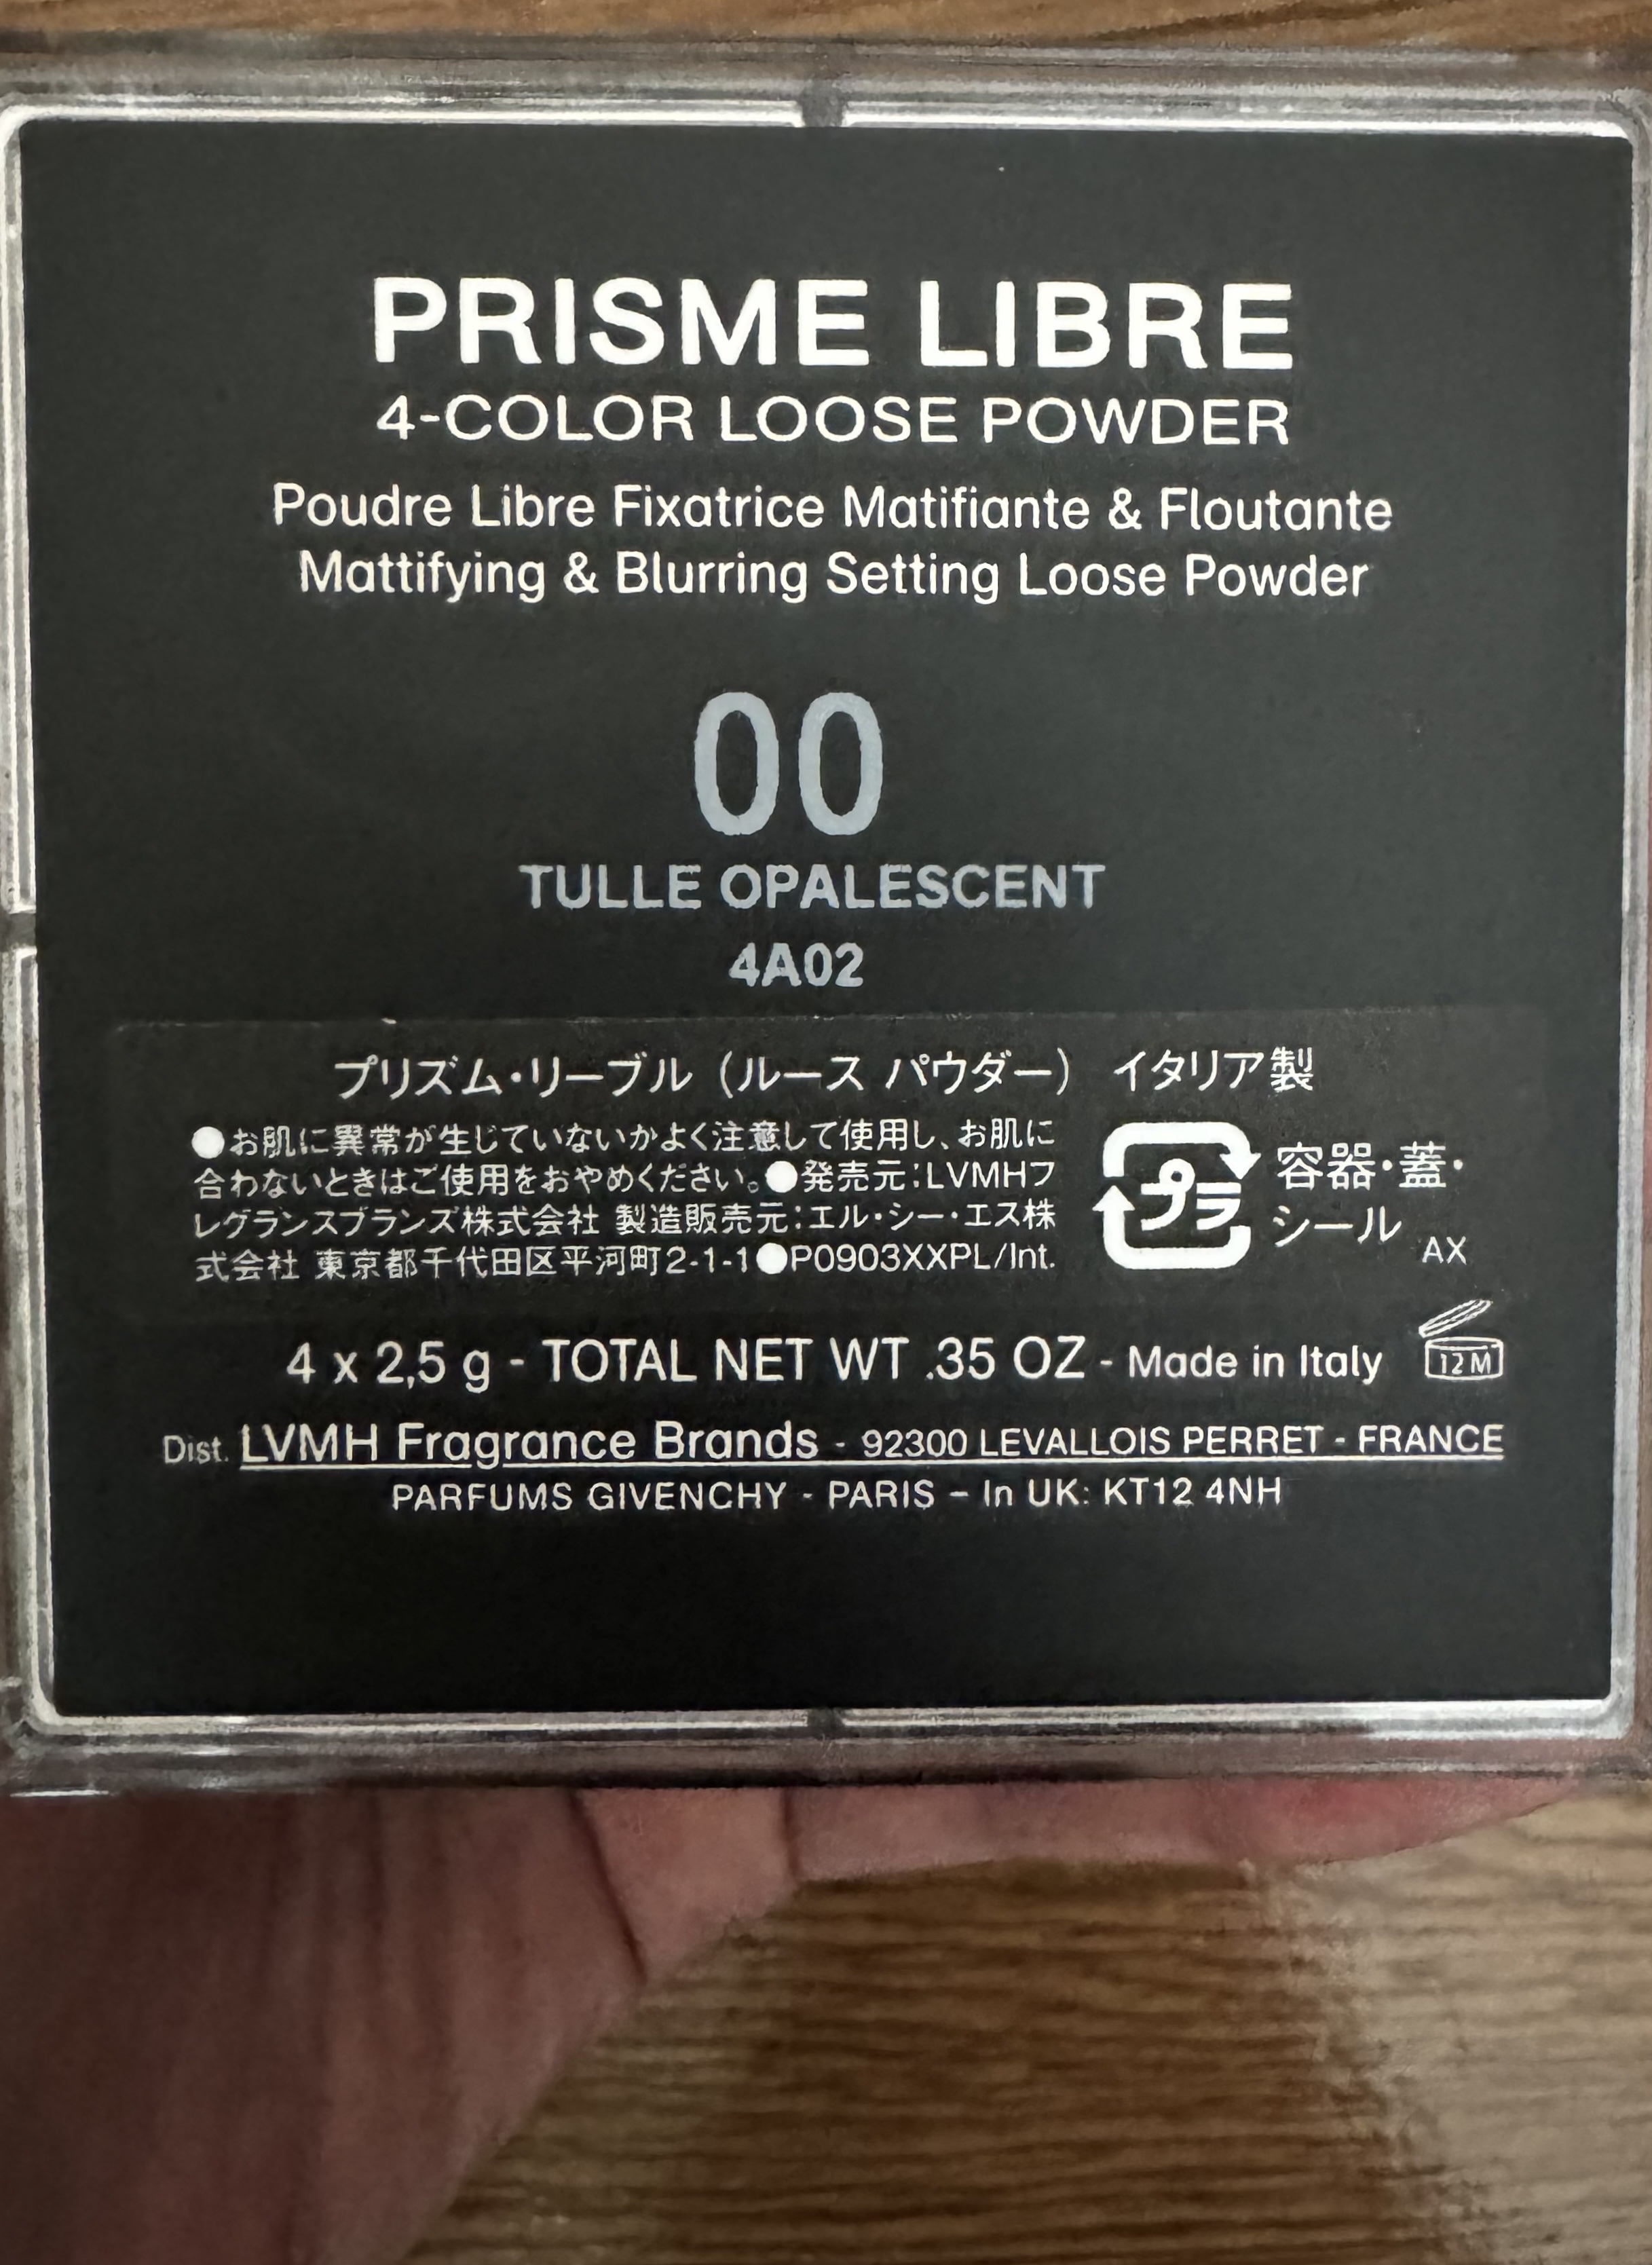 PRISME LIBRE
4-COLOR LOOSE POWDER
Poudre Libre Fixatrice Matifiante & Floutante
Mattifying & Blurring Setting Loose Powder
00
TULLE OPALESCENT
4A02
プリズム・リーブル（ルース パウダー） イタリア製
●お肌に異常が生じていないかよく注意して使用し、お肌に
合わないときはご使用をおやめください。●発売元：LVMHフ
レグランスブランズ株式会社 製造販売元：エル・シー・エス株
式会社 東京都千代田区平河町2-1-1●P0903XXPL/Int.
プラ
容器・蓋・
シール
AX
4 x 2,5 g - TOTAL NET WT .35 OZ - Made in Italy
12 M
Dist. LVMH Fragrance Brands - 92300 LEVALLOIS PERRET - FRANCE
PARFUMS GIVENCHY - PARIS – In UK: KT12 4NH